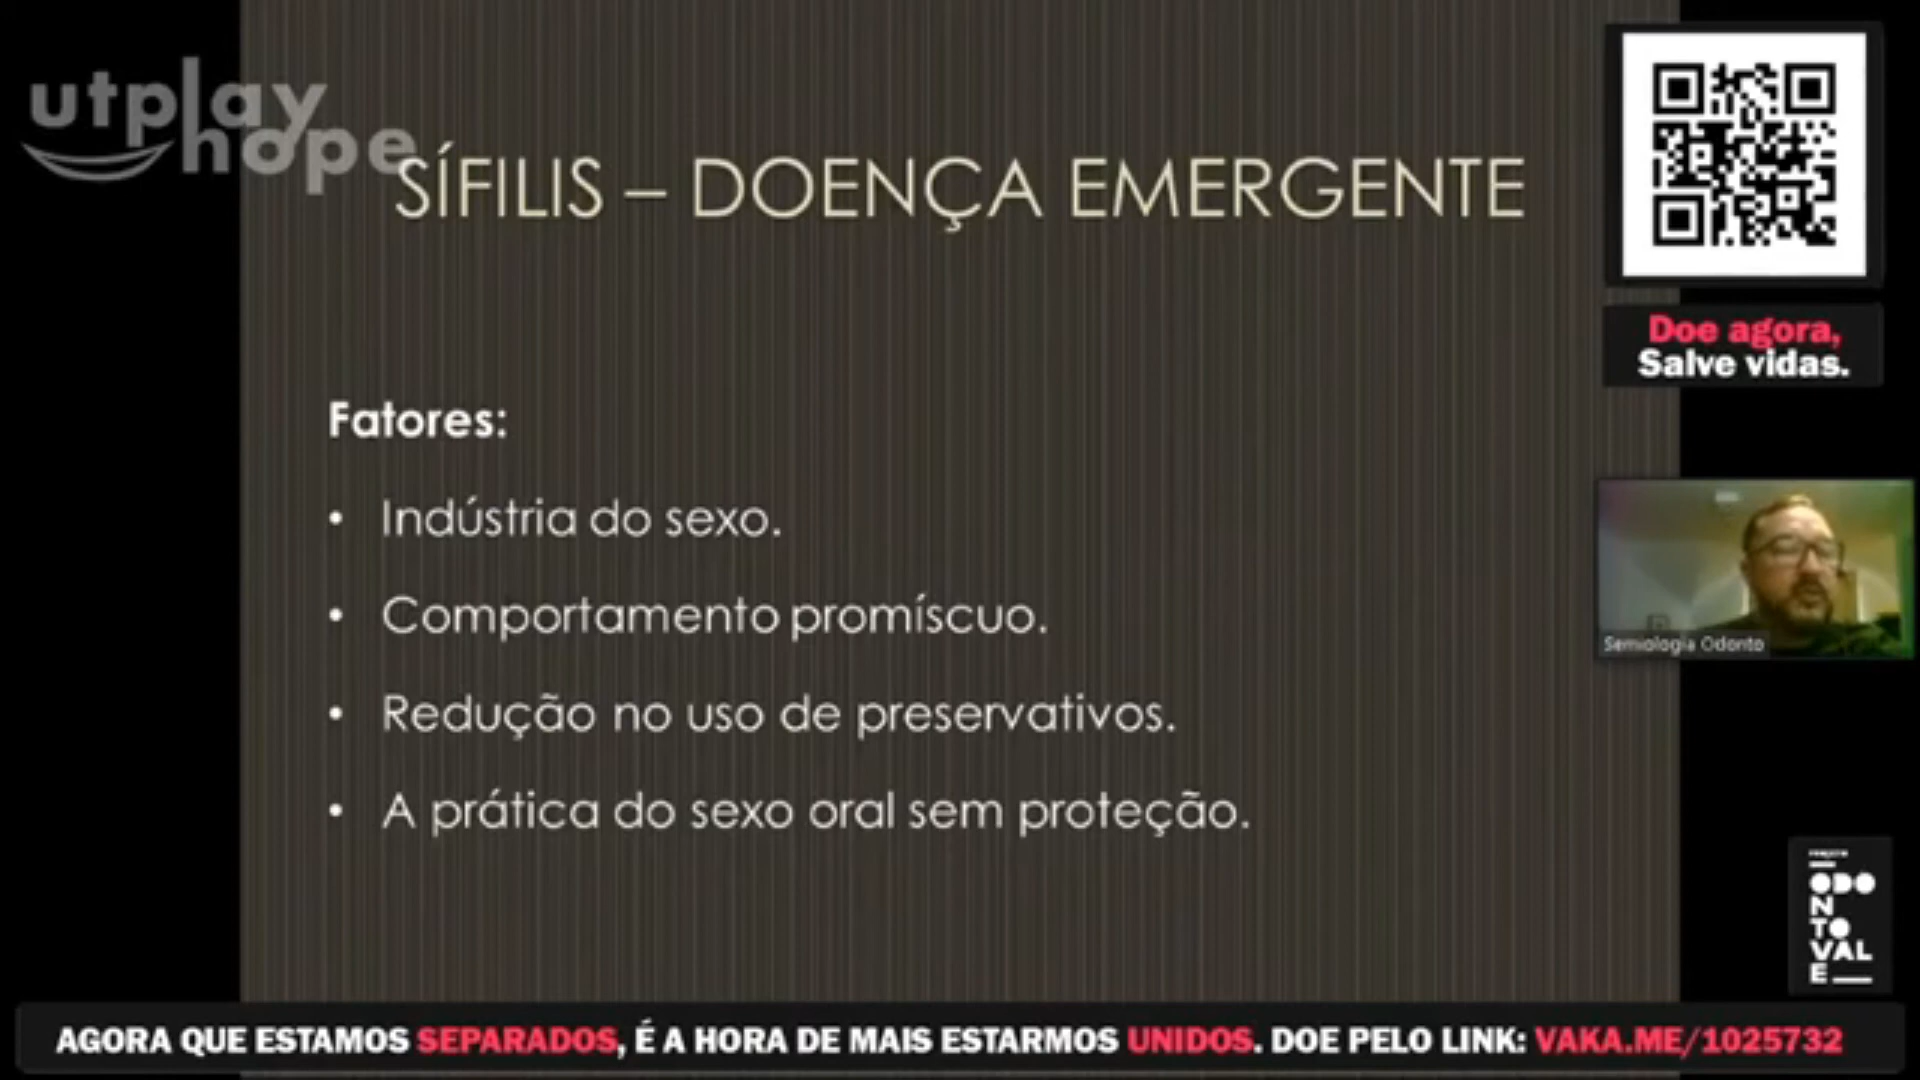 utplay
hope
SÍFILIS – DOENÇA EMERGENTE
Doe agora,
Salve vidas.
Fatores:
• Indústria do sexo.
• Comportamento promíscuo.
• Redução no uso de preservativos.
• A prática do sexo oral sem proteção.
Semiologia Odonto
ODO
NTO
VAL
E
AGORA QUE ESTAMOS SEPARADOS, É A HORA DE MAIS ESTARMOS UNIDOS. DOE PELO LINK: VAKA.ME/1025732